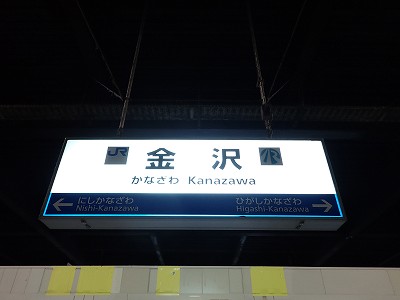 JR 金沢 IR
かなざわ Kanazawa
← にしかなざわ ひがしかなざわ →
Nishi-Kanazawa Higashi-Kanazawa